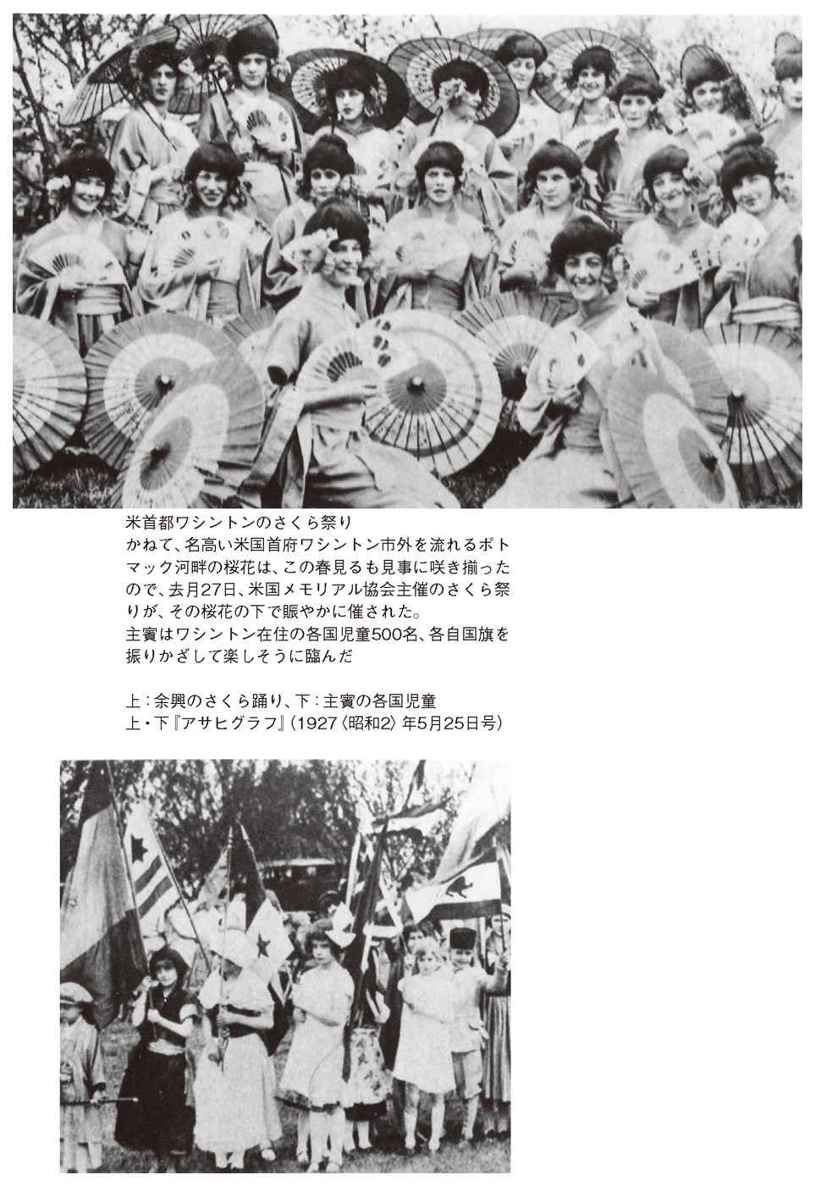 米首都ワシントンのさくら祭り
かねて、名高い米国首府ワシントン市外を流れるポト
マック河畔の桜花は、この春見るも見事に咲き揃った
ので、去月27日、米国メモリアル協会主催のさくら祭
りが、その桜花の下で賑やかに催された。
主賓はワシントン在住の各国児童500名、各自国旗を
振りかざして楽しそうに臨んだ
上：余興のさくら踊り、下：主賓の各国児童
上・下『アサヒグラフ』（1927〈昭和2〉年5月25日号）